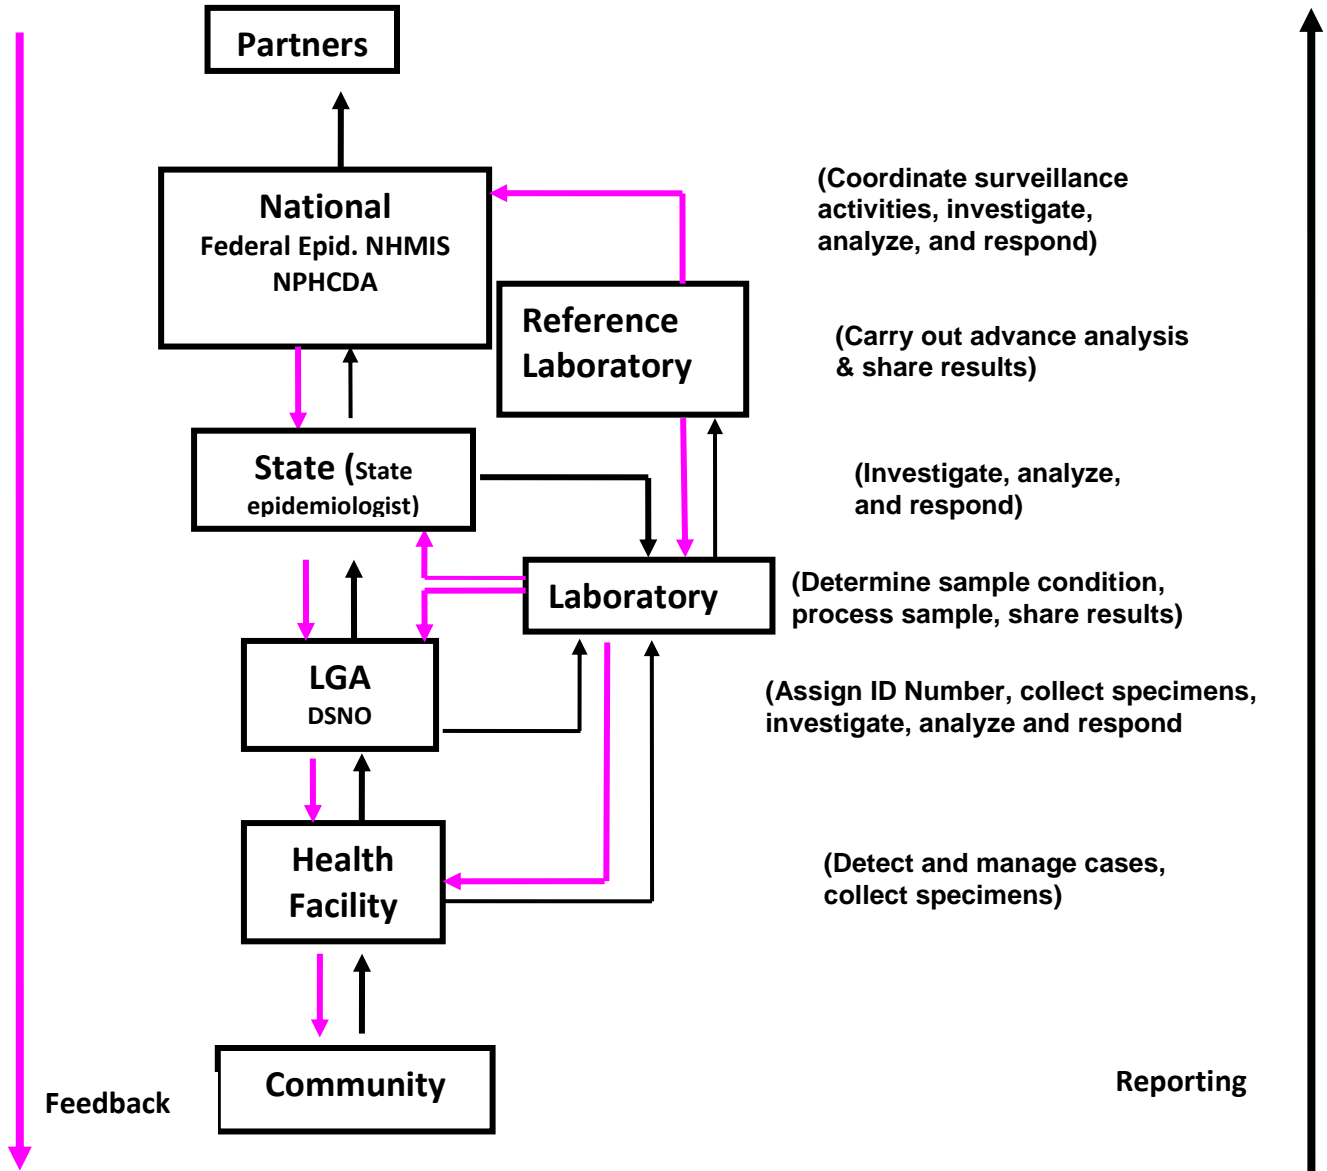 Partners
National
Federal Epid. NHMIS
NPHCDA
(Coordinate surveillance
activities, investigate,
analyze, and respond)
Reference
Laboratory
(Carry out advance analysis
& share results)
State (State
epidemiologist)
(Investigate, analyze,
and respond)
Laboratory
(Determine sample condition,
process sample, share results)
LGA
DSNO
(Assign ID Number, collect specimens,
investigate, analyze and respond
Health
Facility
(Detect and manage cases,
collect specimens)
Community
Feedback
Reporting